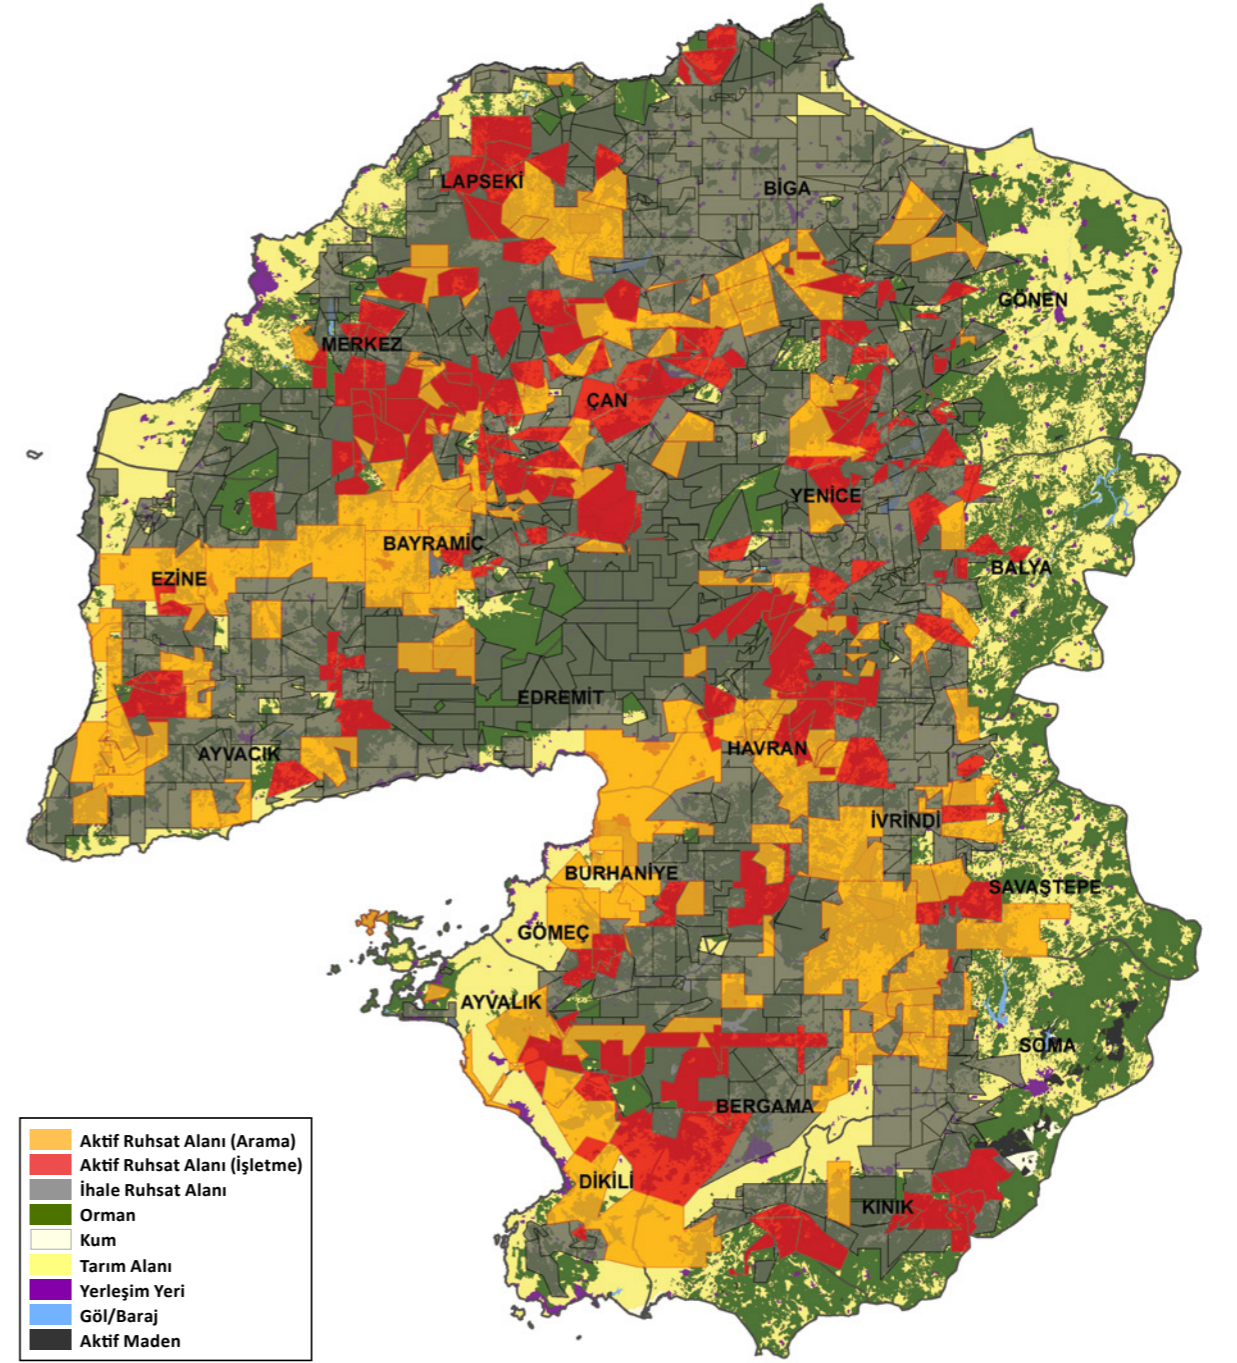 LAPSEKİ
BİGA
GÖNEN
MERKEZ
ÇAN
YENİCE
BAYRAMİÇ
BALYA
EZİNE
EDREMİT
AYVACIK
HAVRAN
İVRİNDİ
BURHANİYE
SAVAŞTEPE
GÖMEÇ
AYVALIK
SOMA
BERGAMA
DİKİLİ
KINIK
Aktif Ruhsat Alanı (Arama)
Aktif Ruhsat Alanı (İşletme)
İhale Ruhsat Alanı
Orman
Kum
Tarım Alanı
Yerleşim Yeri
Göl/Baraj
Aktif Maden